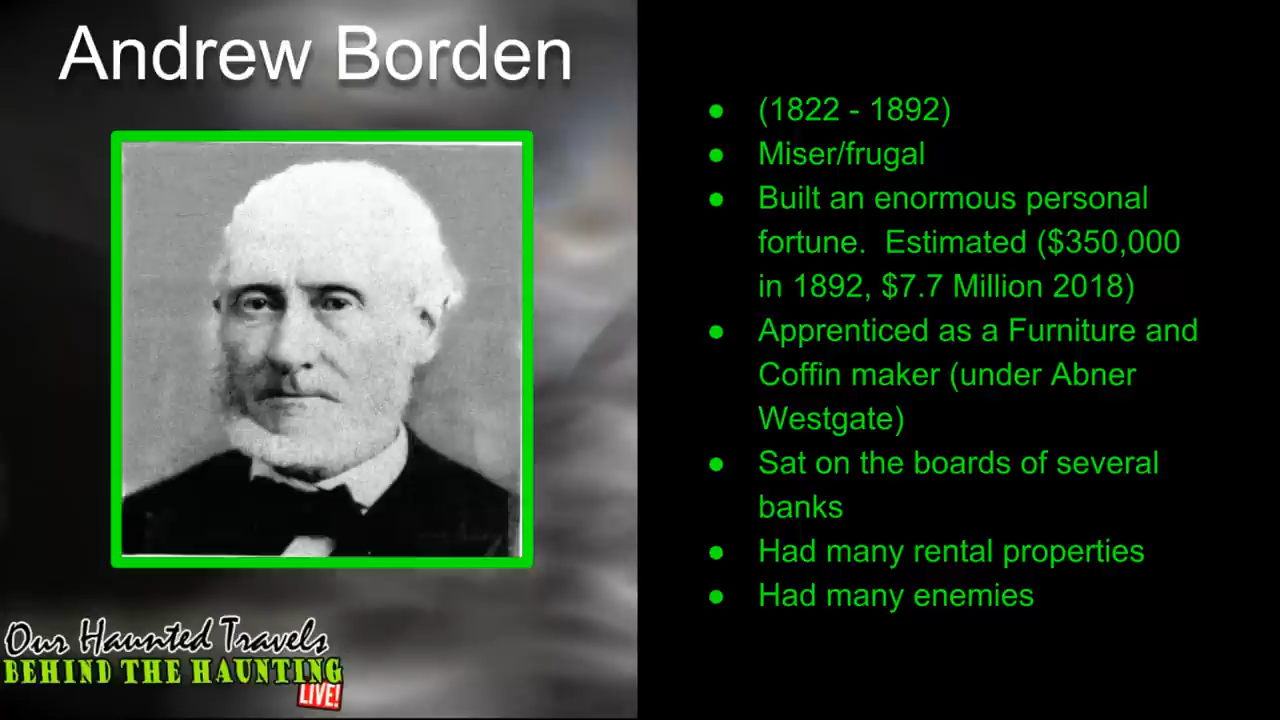 Andrew Borden
● (1822 - 1892)
● Miser/frugal
● Built an enormous personal
fortune.  Estimated ($350,000
in 1892, $7.7 Million 2018)
● Apprenticed as a Furniture and
Coffin maker (under Abner
Westgate)
● Sat on the boards of several
banks
● Had many rental properties
● Had many enemies
Our Haunted Travels
BEHIND THE HAUNTING
LIVE!